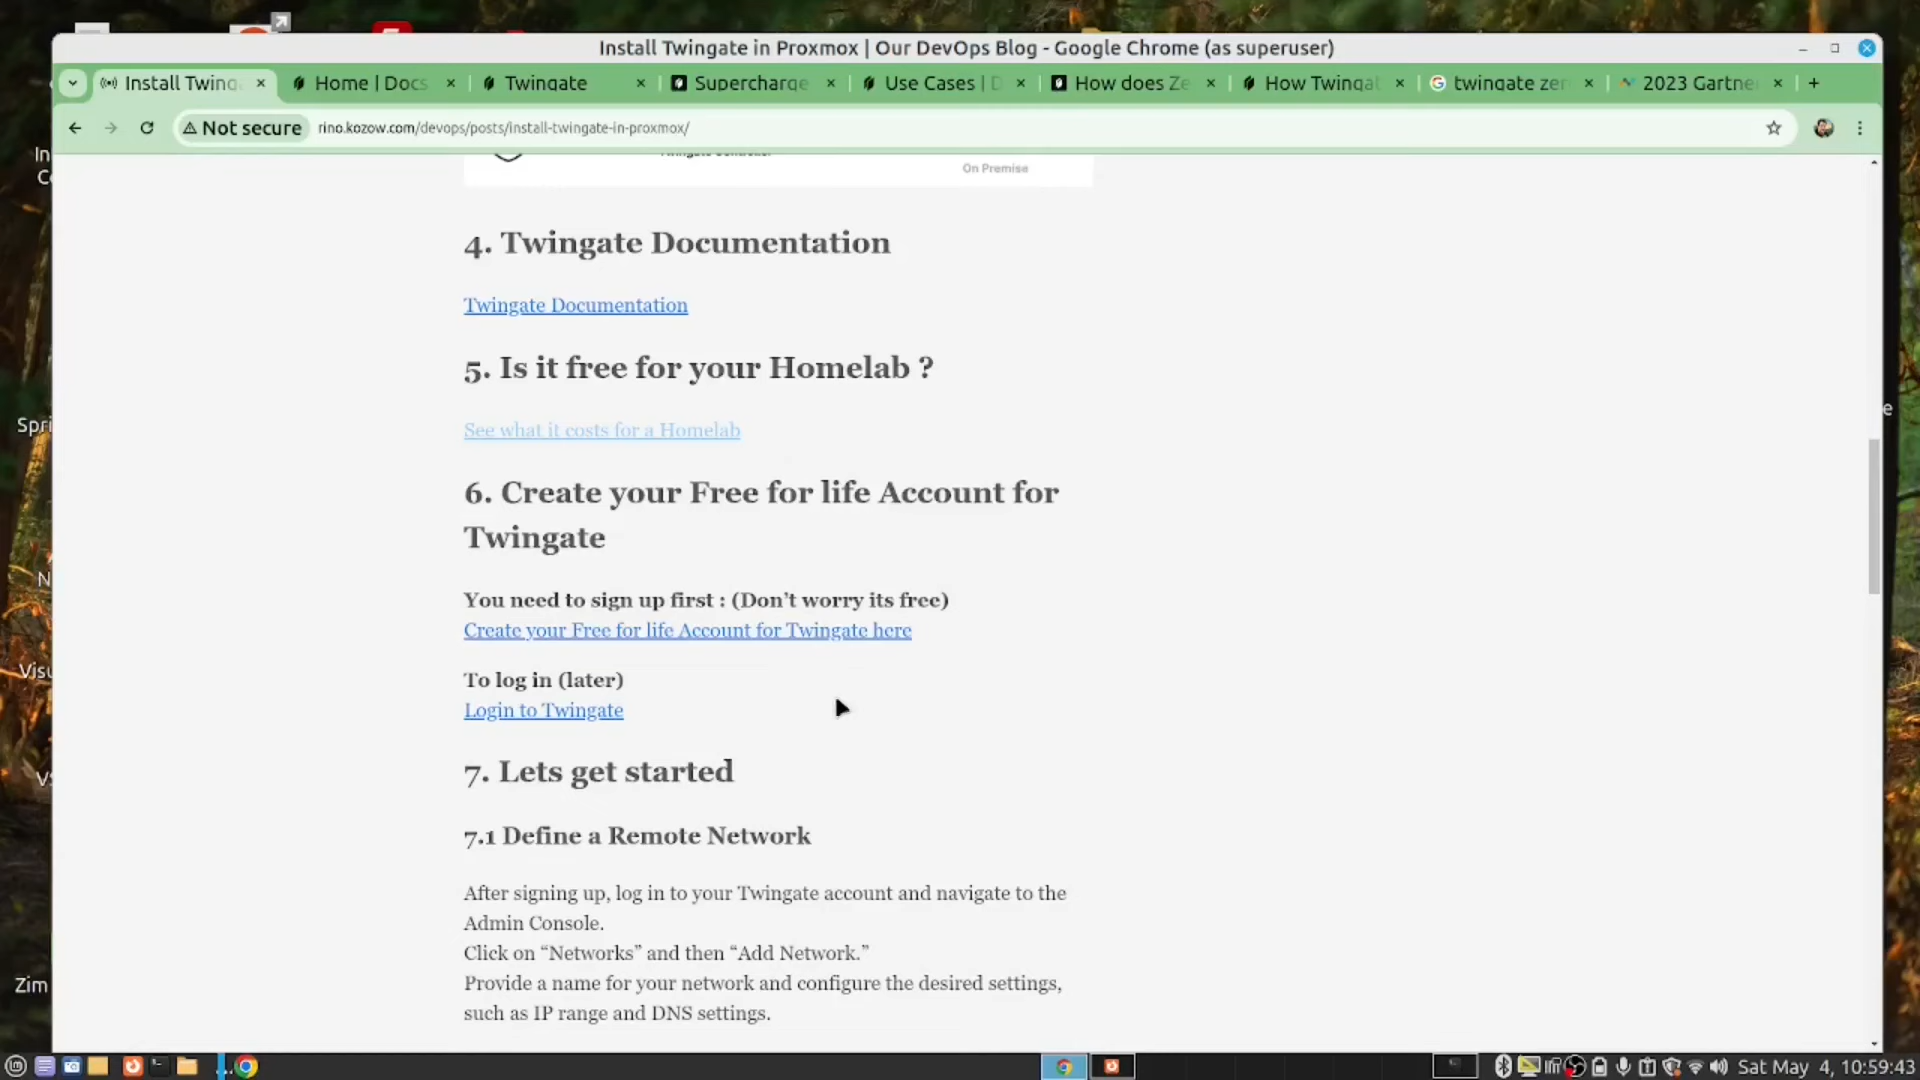 Install Twingate in Proxmox | Our DevOps Blog - Google Chrome (as superuser)
Install Twing
Home | Docs
Twingate
Supercharge
Use Cases | D
How does Ze
How Twingat
twingate zer
2023 Gartne
Not secure
rino.kozow.com/devops/posts/install-twingate-in-proxmox/
On Premise
4. Twingate Documentation
Twingate Documentation
5. Is it free for your Homelab ?
See what it costs for a Homelab
6. Create your Free for life Account for
Twingate
You need to sign up first : (Don’t worry its free)
Create your Free for life Account for Twingate here
To log in (later)
Login to Twingate
7. Lets get started
7.1 Define a Remote Network
After signing up, log in to your Twingate account and navigate to the
Admin Console.
Click on “Networks” and then “Add Network.”
Provide a name for your network and configure the desired settings,
such as IP range and DNS settings.
In
Spri
Visu
Zim
Sat May 4, 10:59:43